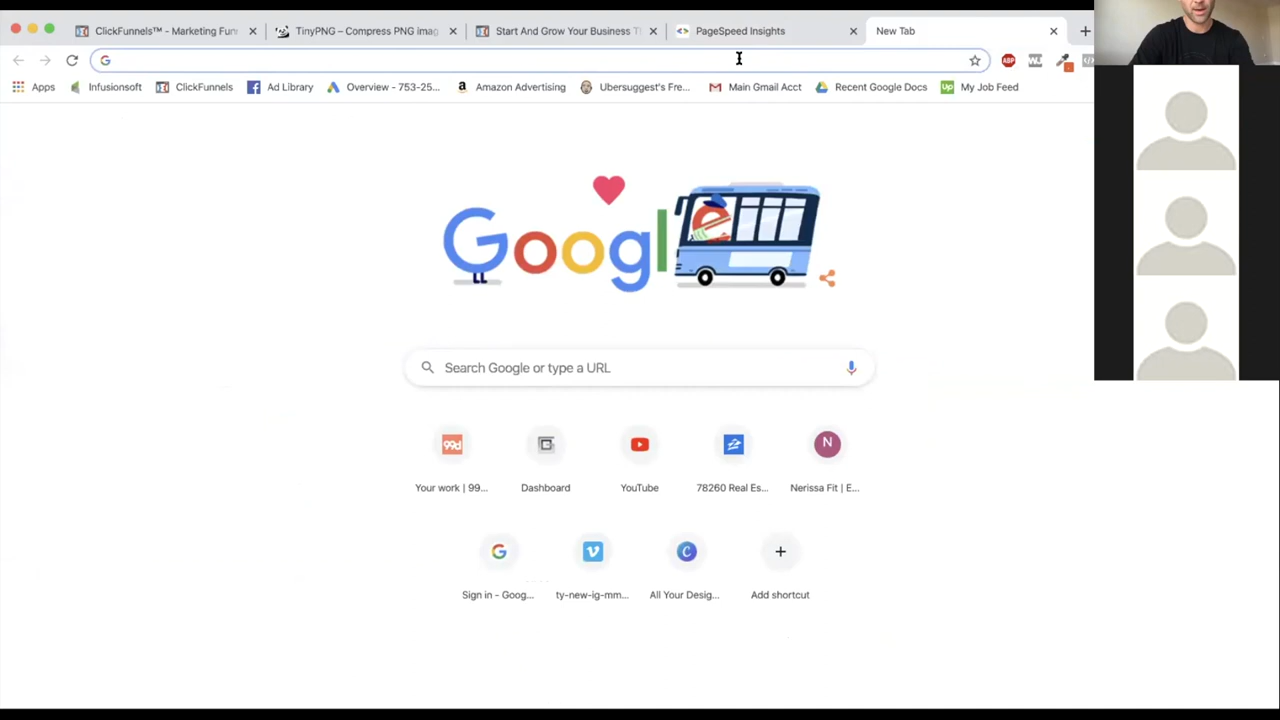 ClickFunnels™ - Marketing Fun
TinyPNG – Compress PNG imag
Start And Grow Your Business T
PageSpeed Insights
New Tab
Apps
Infusionsoft
ClickFunnels
Ad Library
Overview - 753-25...
Amazon Advertising
Ubersuggest's Fre...
Main Gmail Acct
Recent Google Docs
My Job Feed
Google
Search Google or type a URL
Your work | 99...
Dashboard
YouTube
78260 Real Es...
Nerissa Fit | E...
Sign in - Goog...
ty-new-ig-mm...
All Your Desig...
Add shortcut